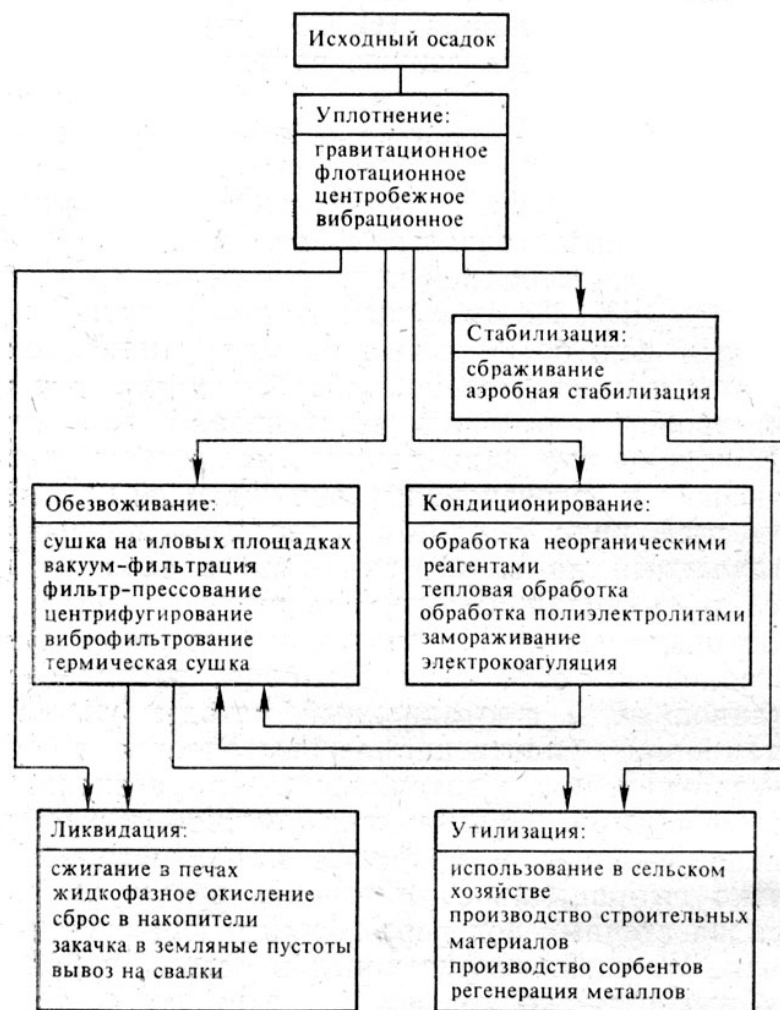 Исходный осадок
Уплотнение:
гравитационное
флотационное
центробежное
вибрационное
Стабилизация:
сбраживание
аэробная стабилизация
Обезвоживание:
сушка на иловых площадках
вакуум-фильтрация
фильтр-прессование
центрифугирование
виброфильтрование
термическая сушка
Кондиционирование:
обработка неорганическими
реагентами
тепловая обработка
обработка полиэлектролитами
замораживание
электрокоагуляция
Ликвидация:
сжигание в печах
жидкофазное окисление
сброс в накопители
закачка в земляные пустоты
вывоз на свалки
Утилизация:
использование в сельском
хозяйстве
производство строительных
материалов
производство сорбентов
регенерация металлов